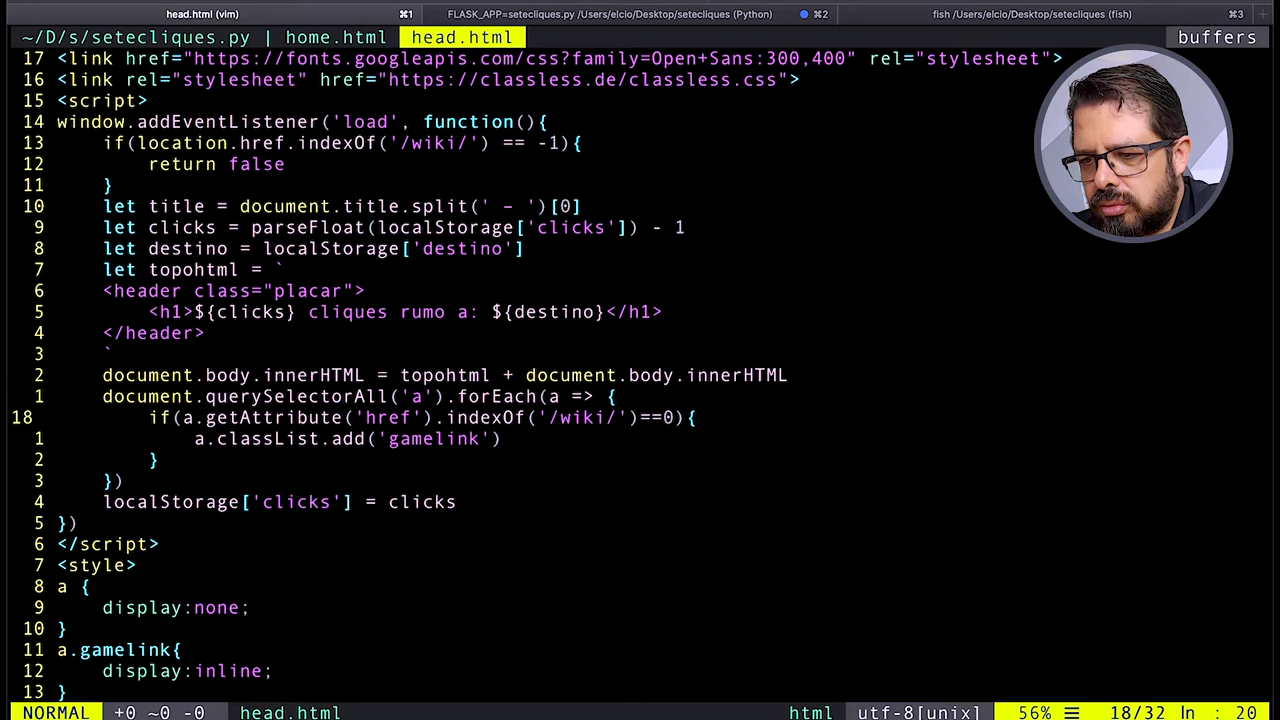 head.html (vim) ⌘1 FLASK_APP=setecliques.py /Users/elcio/Desktop/setecliques (Python) ⌘2 fish /Users/elcio/Desktop/setecliques (fish) ⌘3 +
~/D/s/setecliques.py | home.html head.html buffers
17 <link href="https://fonts.googleapis.com/css?family=Open+Sans:300,400" rel="stylesheet">
16 <link rel="stylesheet" href="https://classless.de/classless.css">
15 <script>
14 window.addEventListener('load', function(){
13     if(location.href.indexOf('/wiki/') == -1){
12         return false
11     }
10     let title = document.title.split(' – ')[0]
9     let clicks = parseFloat(localStorage['clicks']) - 1
8     let destino = localStorage['destino']
7     let topohtml = `
6     <header class="placar">
5         <h1>${clicks} cliques rumo a: ${destino}</h1>
4     </header>
3     `
2     document.body.innerHTML = topohtml + document.body.innerHTML
1     document.querySelectorAll('a').forEach(a => {
18         if(a.getAttribute('href').indexOf('/wiki/')==0){
1             a.classList.add('gamelink')
2         }
3     })
4     localStorage['clicks'] = clicks
5 })
6 </script>
7 <style>
8 a {
9     display:none;
10 }
11 a.gamelink{
12     display:inline;
13 }
NORMAL +0 ~0 -0 head.html html utf-8[unix] 56% ☰ 18/32 ln : 20